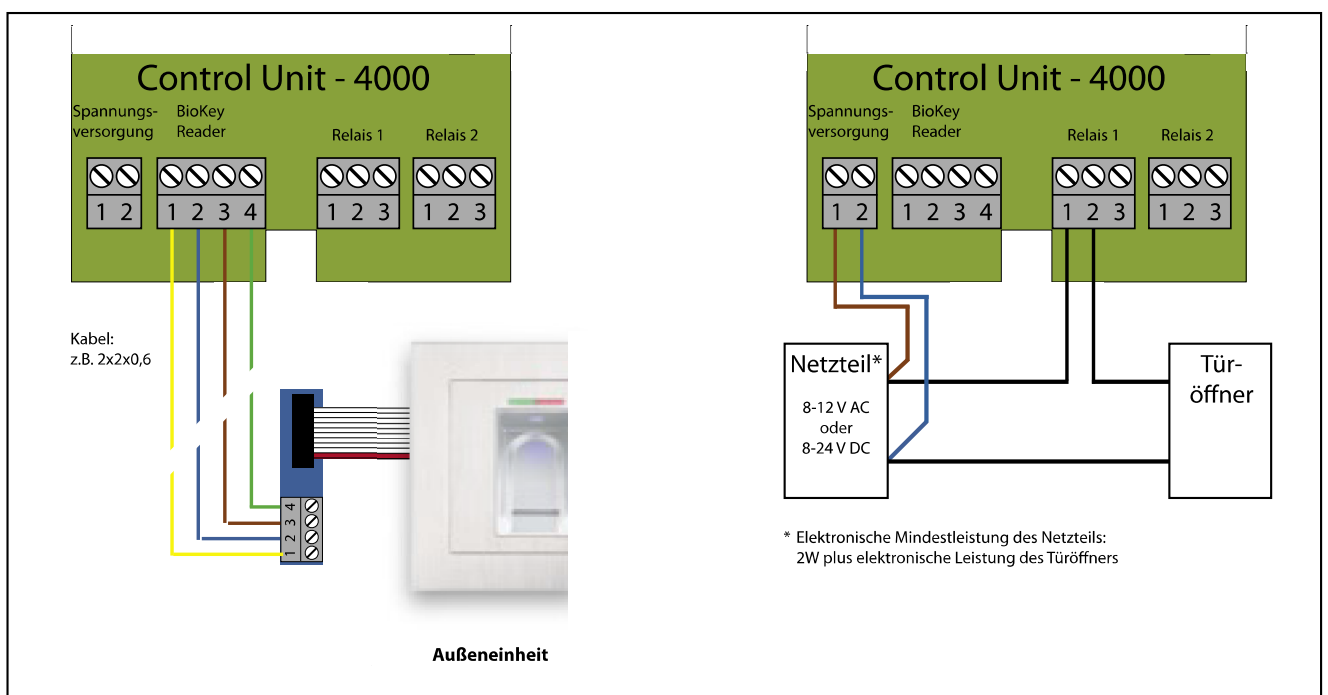 Control Unit - 4000
Spannungs-
versorgung
BioKey
Reader
Relais 1
Relais 2
1 2
1 2 3 4
1 2 3
1 2 3
Kabel:
z.B. 2x2x0,6
4
3
2
1
Außeneinheit
Control Unit - 4000
Spannungs-
versorgung
BioKey
Reader
Relais 1
Relais 2
1 2
1 2 3 4
1 2 3
1 2 3
Netzteil*
8-12 V AC
oder
8-24 V DC
Tür-
öffner
* Elektronische Mindestleistung des Netzteils:
2W plus elektronische Leistung des Türöffners